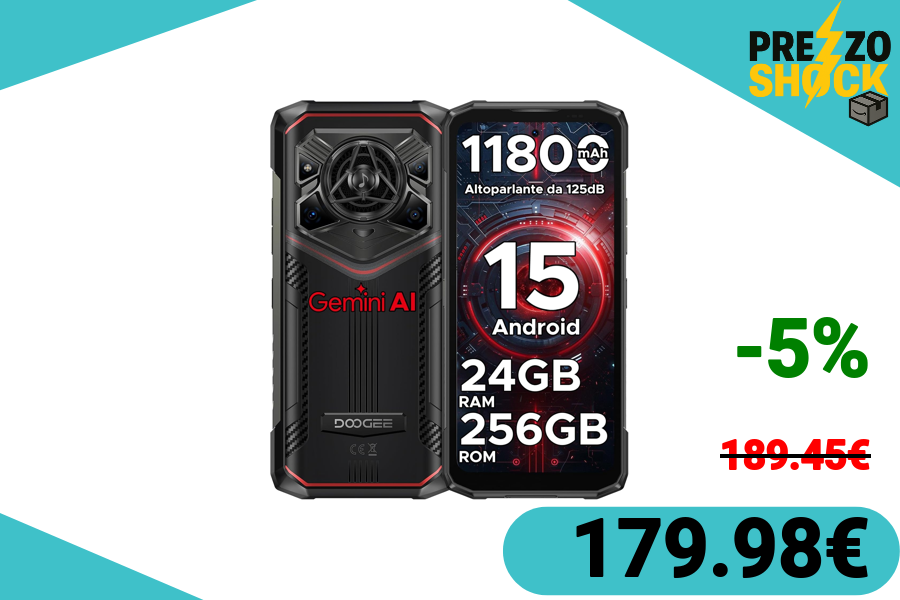 PREZZO
SHOCK
Gemini AI
DOOGEE
11800 mAh
Altoparlante da 125dB
15
Android
24GB
RAM
256GB
ROM
-5%
189.45€
179.98€